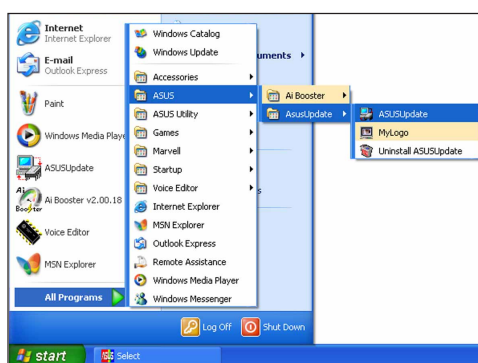 Internet
Internet Explorer
E-mail
Outlook Express
Paint
Windows Media Playe
ASUSUpdate
Ai Booster v2.00.18
Voice Editor
MSN Explorer
All Programs
Windows Catalog
Windows Update
Accessories
ASUS
ASUS Utility
Games
Marvell
Startup
Voice Editor
Internet Explorer
MSN Explorer
Outlook Express
Remote Assistance
Windows Media Player
Windows Messenger
uments
s
Ai Booster
AsusUpdate
ASUSUpdate
MyLogo
Uninstall ASUSUpdate
Log Off
Shut Down
start
Select